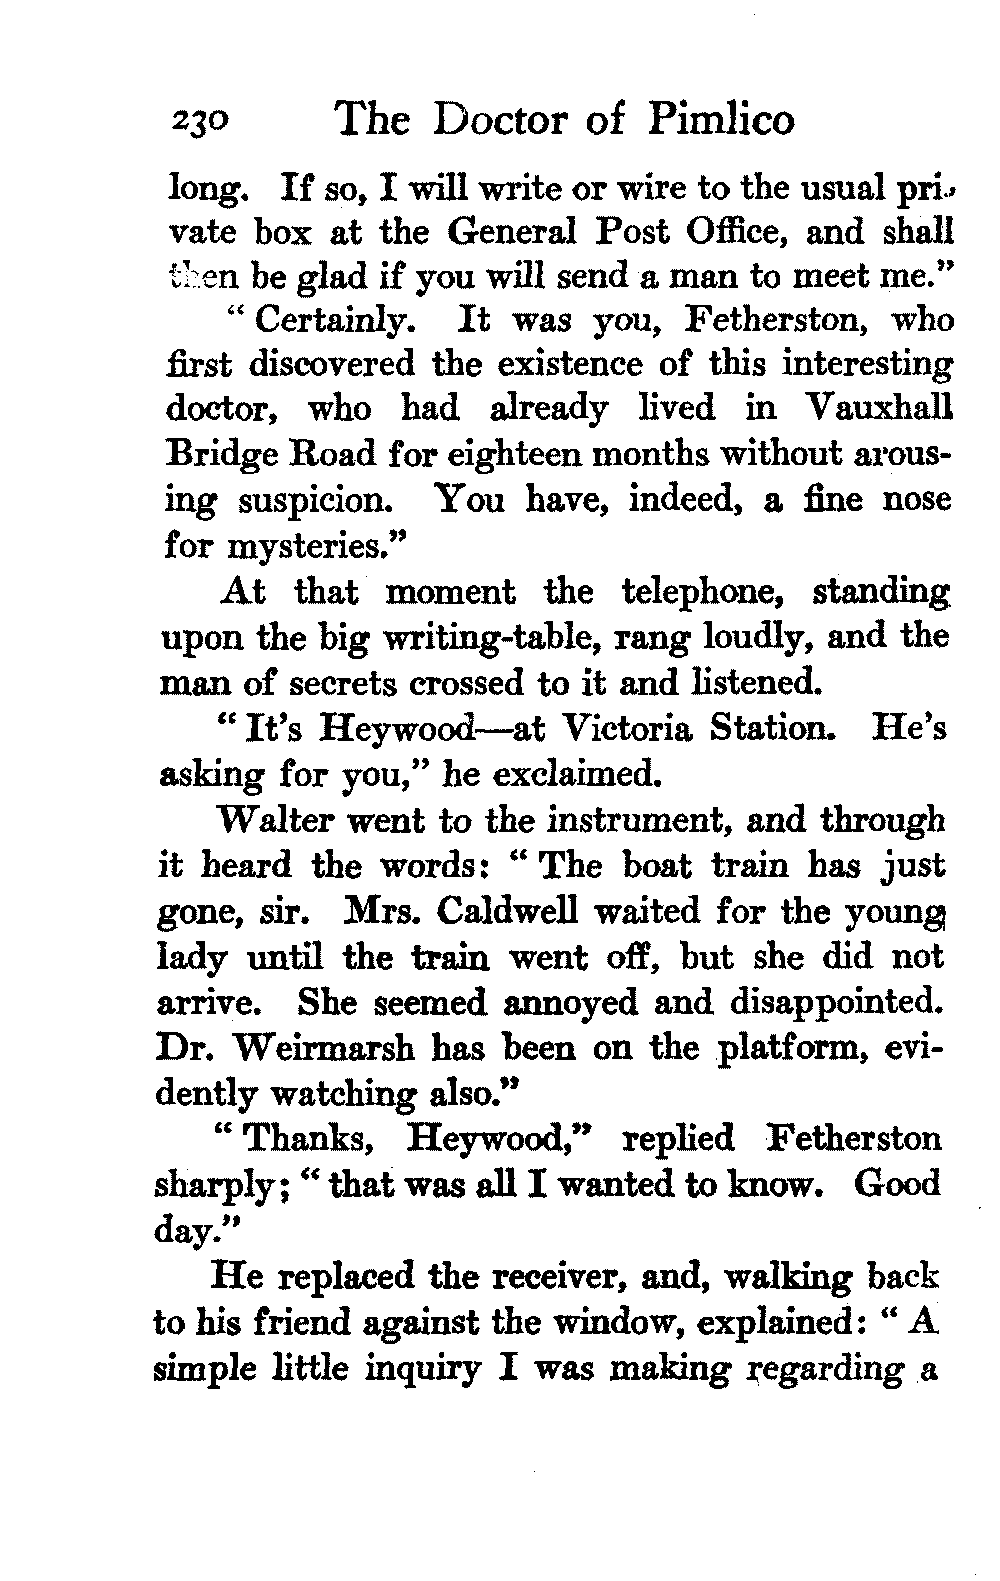 230 The Doctor of Pimlico
long. If so, I will write or wire to the usual pri-
vate box at the General Post Office, and shall
then be glad if you will send a man to meet me."
" Certainly. It was you, Fetherston, who
first discovered the existence of this interesting
doctor, who had already lived in Vauxhall
Bridge Road for eighteen months without arous-
ing suspicion. You have, indeed, a fine nose
for mysteries."
At that moment the telephone, standing
upon the big writing-table, rang loudly, and the
man of secrets crossed to it and listened.
" It's Heywood—at Victoria Station. He's
asking for you," he exclaimed.
Walter went to the instrument, and through
it heard the words: " The boat train has just
gone, sir. Mrs. Caldwell waited for the young
lady until the train went off, but she did not
arrive. She seemed annoyed and disappointed.
Dr. Weirmarsh has been on the platform, evi-
dently watching also."
" Thanks, Heywood," replied Fetherston
sharply; " that was all I wanted to know. Good
day."
He replaced the receiver, and, walking back
to his friend against the window, explained: " A
simple little inquiry I was making regarding a